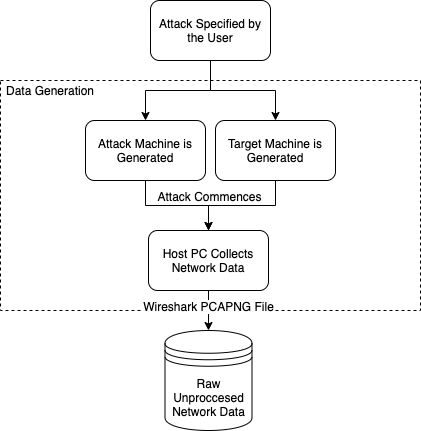 Attack Specified by
the User
Data Generation
Attack Machine is
Generated
Target Machine is
Generated
Attack Commences
Host PC Collects
Network Data
Wireshark PCAPNG File
Raw
Unproccesed
Network Data